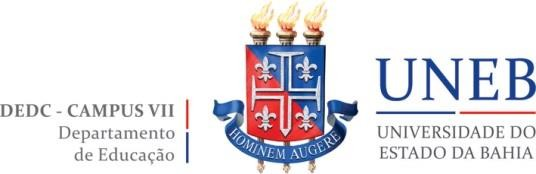 DEDC - CAMPUS VII
Departamento
de Educação
HOMINEM AUGERE
UNEB
UNIVERSIDADE DO
ESTADO DA BAHIA